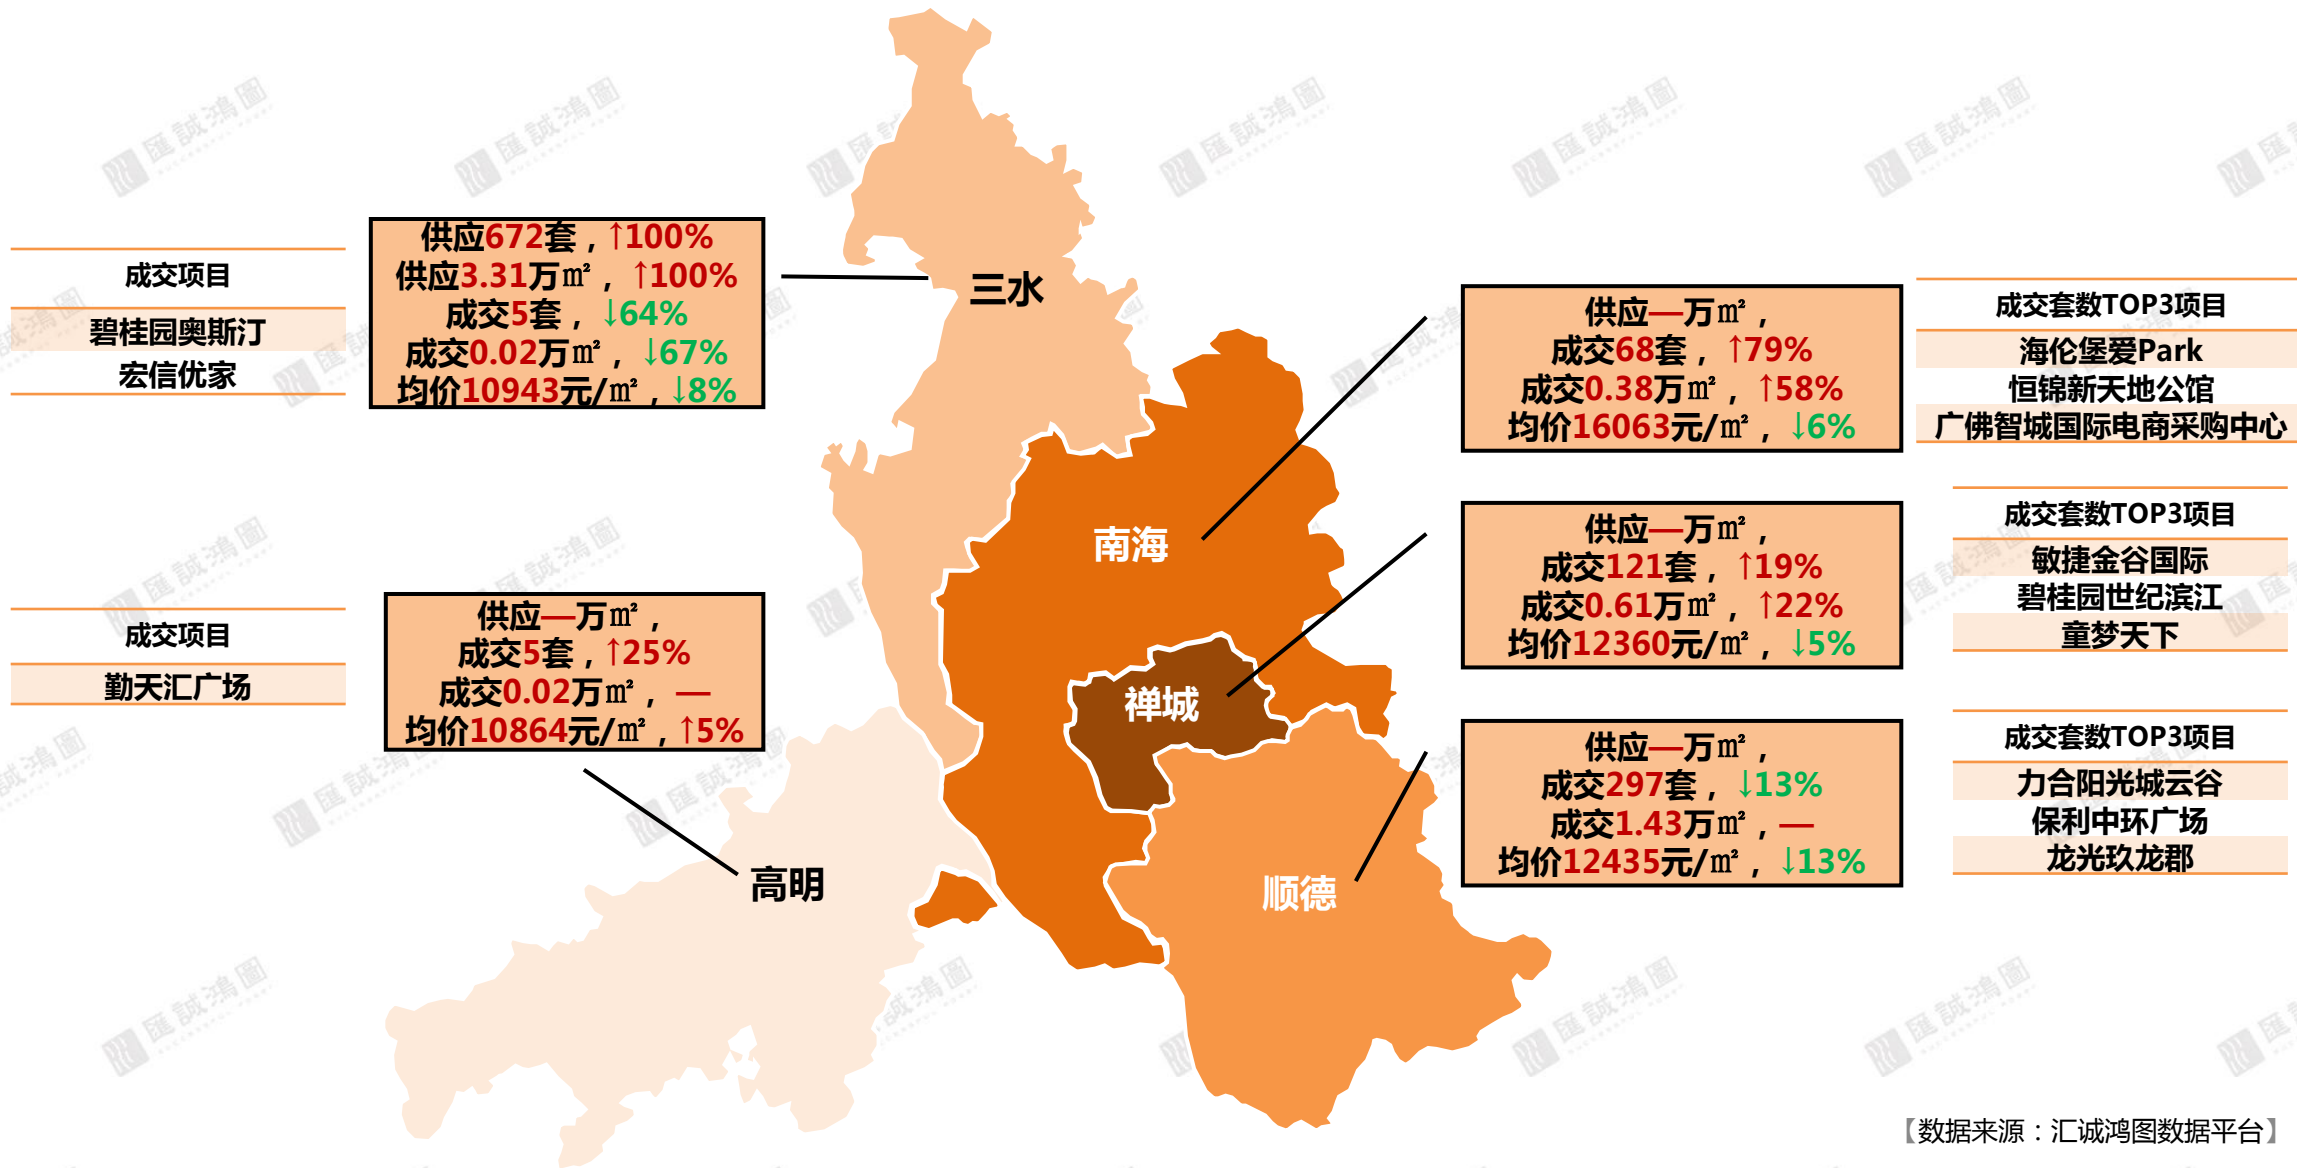 供应672套，↑100%
供应3.31万㎡，↑100%
成交5套，↓64%
成交0.02万㎡，↓67%
均价10943元/㎡，↓8%
成交项目
碧桂园奥斯汀
宏信优家
三水
供应—万㎡，
成交68套，↑79%
成交0.38万㎡，↑58%
均价16063元/㎡，↓6%
成交套数TOP3项目
海伦堡爱Park
恒锦新天地公馆
广佛智城国际电商采购中心
南海
供应—万㎡，
成交121套，↑19%
成交0.61万㎡，↑22%
均价12360元/㎡，↓5%
成交套数TOP3项目
敏捷金谷国际
碧桂园世纪滨江
童梦天下
禅城
供应—万㎡，
成交5套，↑25%
成交0.02万㎡，—
均价10864元/㎡，↑5%
成交项目
勤天汇广场
高明
供应—万㎡，
成交297套，↓13%
成交1.43万㎡，—
均价12435元/㎡，↓13%
成交套数TOP3项目
力合阳光城云谷
保利中环广场
龙光玖龙郡
顺德
【数据来源：汇诚鸿图数据平台】
匯誠鴻圖